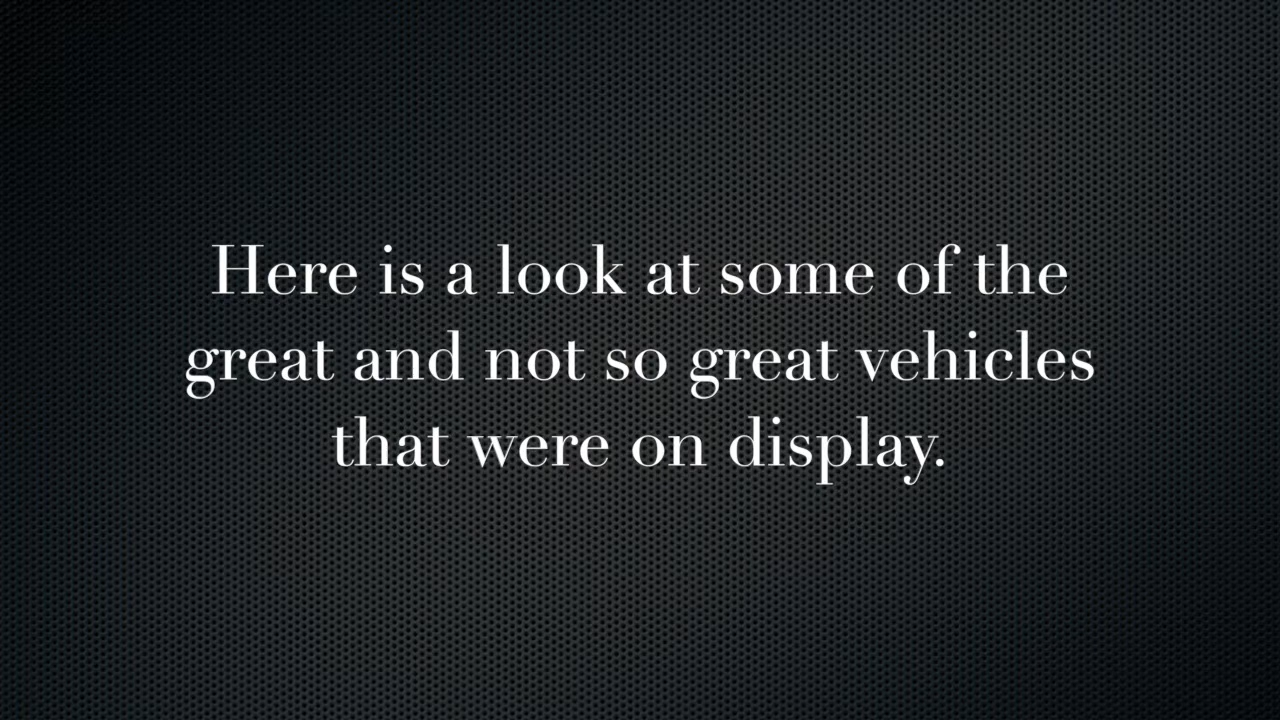 Here is a look at some of the
great and not so great vehicles
that were on display.